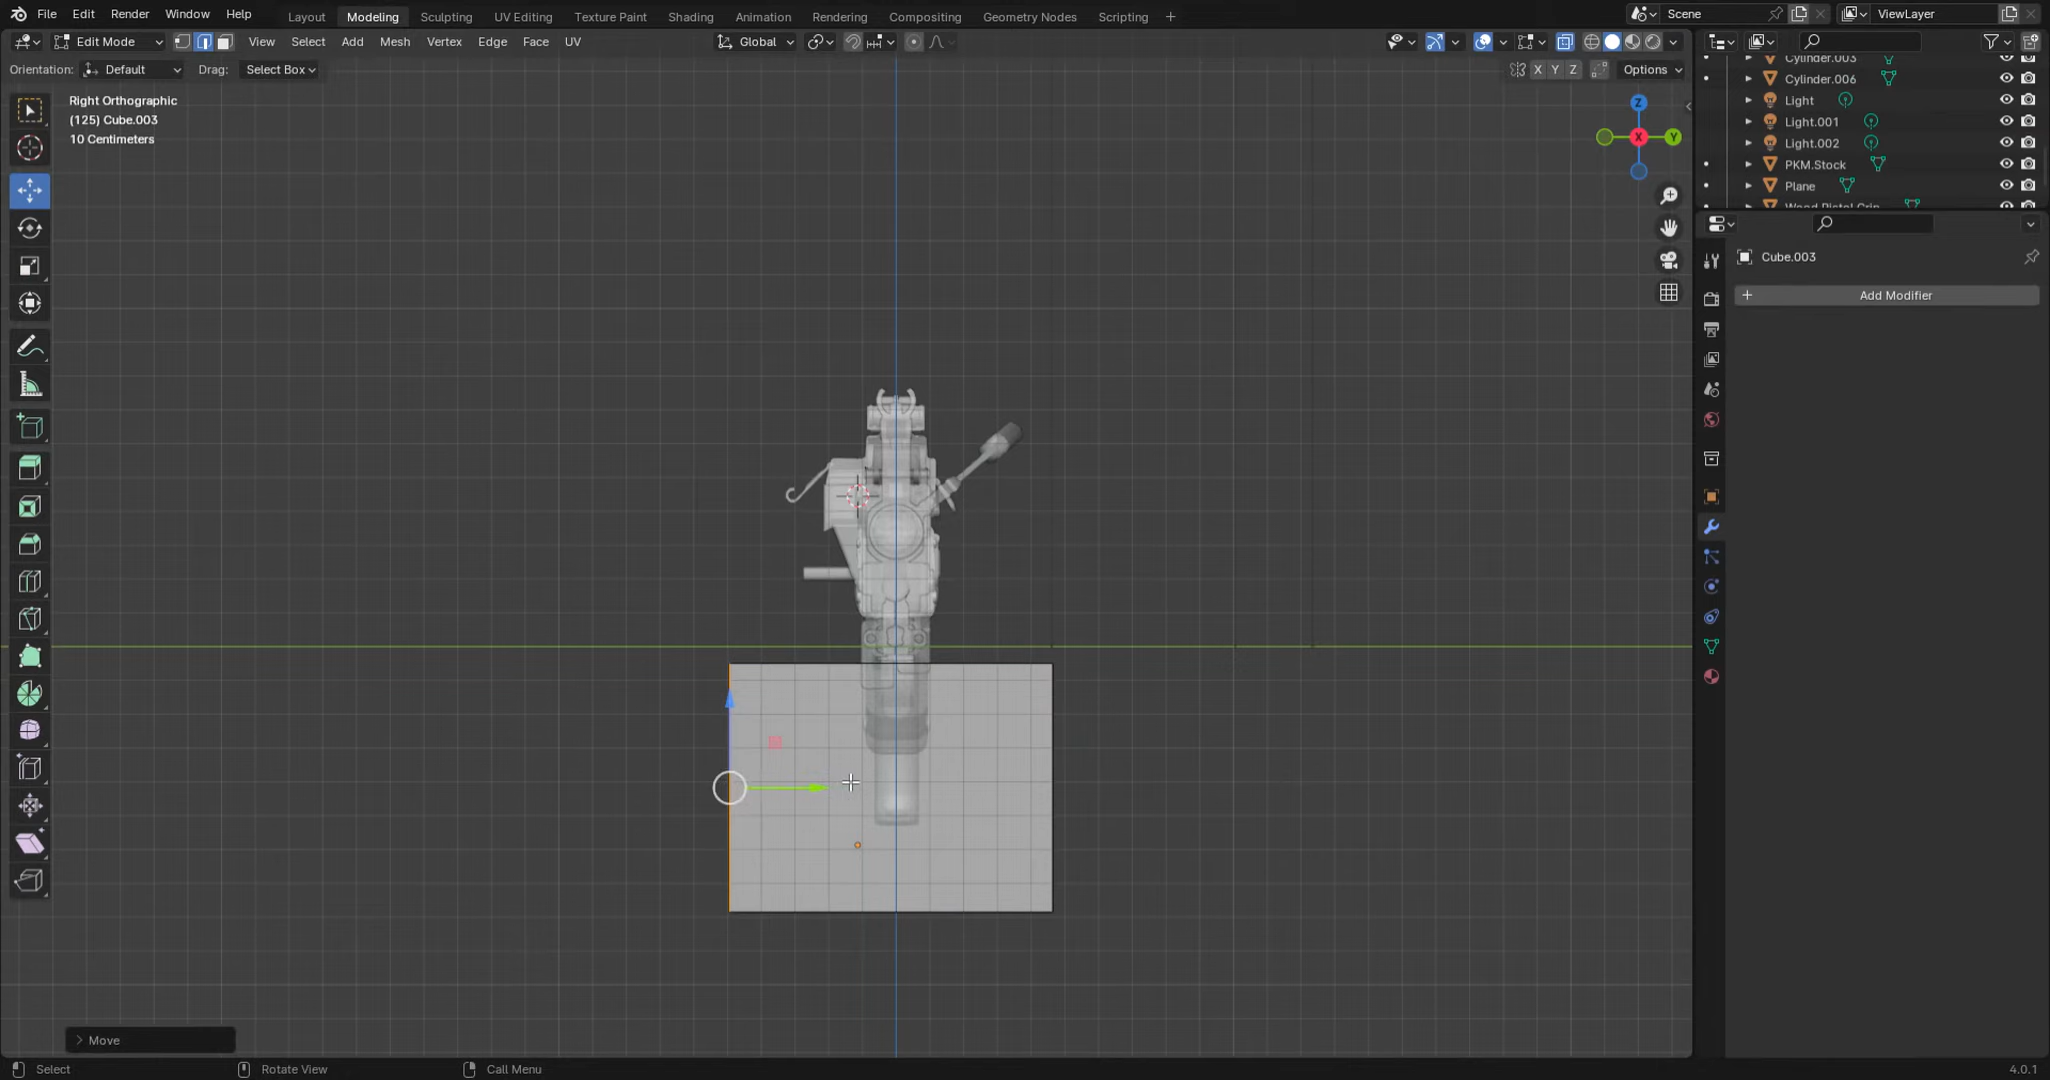 File Edit Render Window Help Layout Modeling Sculpting UV Editing Texture Paint Shading Animation Rendering Compositing Geometry Nodes Scripting Scene ViewLayer
Edit Mode View Select Add Mesh Vertex Edge Face UV Global
Orientation: Default Drag: Select Box X Y Z Options
Right Orthographic
(125) Cube.003
10 Centimeters
Z
X
Y
Cylinder.003
Cylinder.006
Light
Light.001
Light.002
PKM.Stock
Plane
Wood Pistol Grip
Cube.003
Add Modifier
Move
Select Rotate View Call Menu 4.0.1